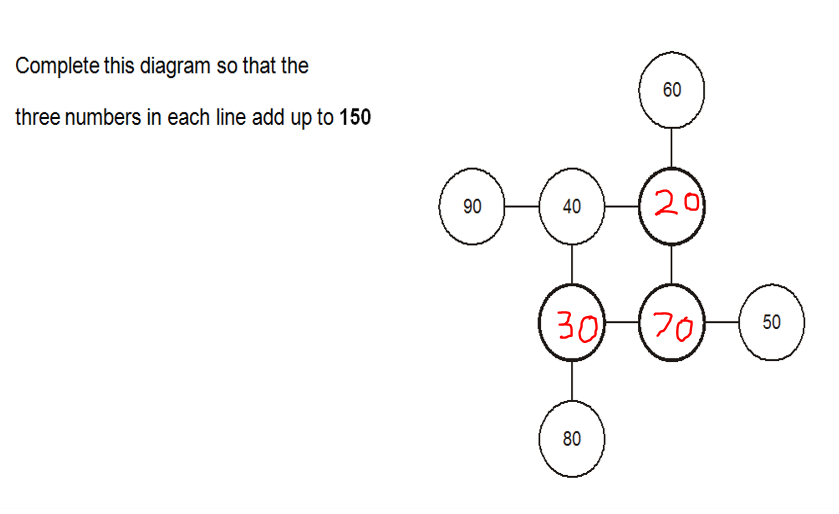 Complete this diagram so that the
three numbers in each line add up to 150
60
90 40 20
30 70 50
80